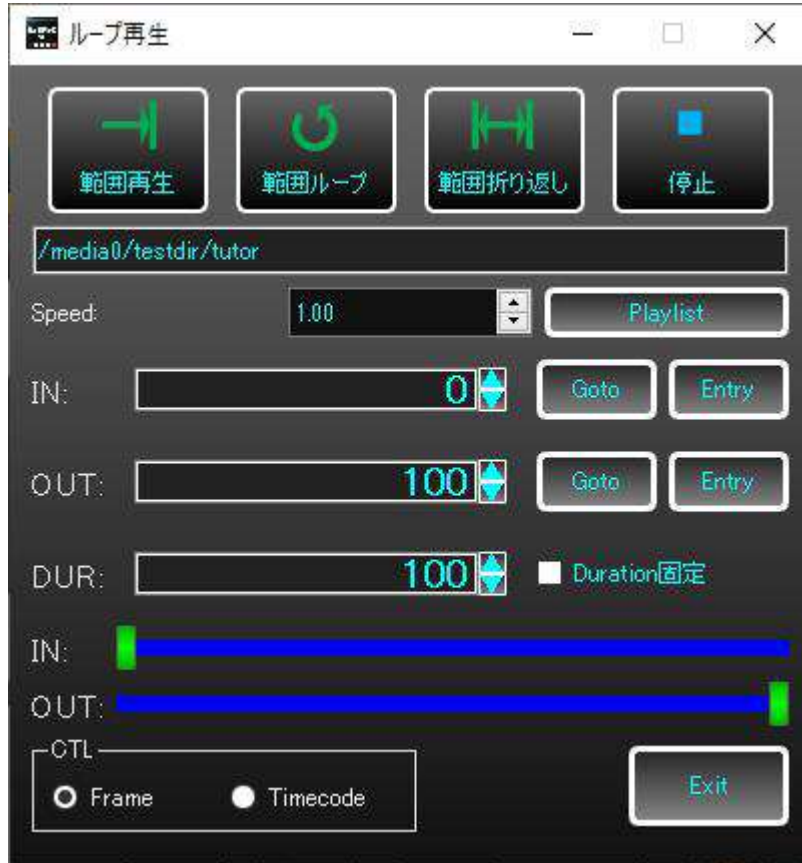 ループ再生
範囲再生 範囲ループ 範囲折り返し 停止
/media0/testdir/tutor
Speed: 1.00 Playlist
IN: 0 Goto Entry
OUT: 100 Goto Entry
DUR: 100 Duration固定
IN:
OUT:
CTL
Frame Timecode
Exit